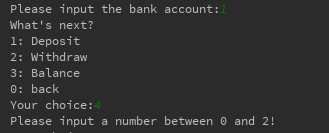 Please input the bank account:1
What's next?
1: Deposit
2: Withdraw
3: Balance
0: back
Your choice:4
Please input a number between 0 and 2!